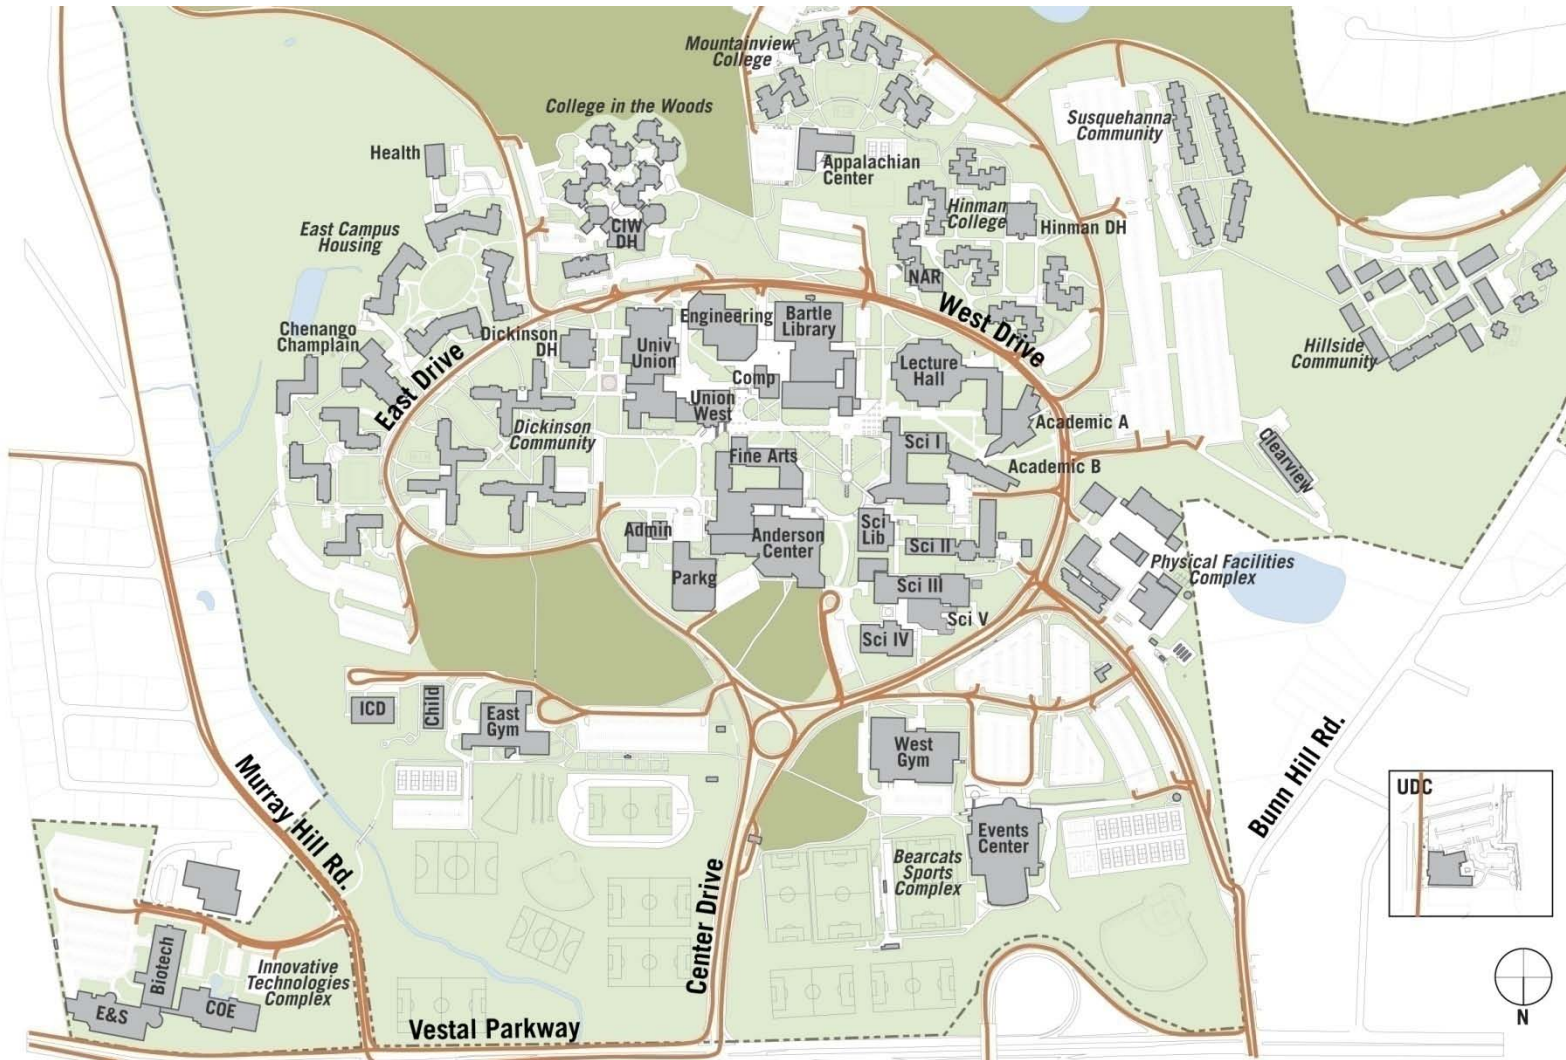 Mountainview
College
College in the Woods
Susquehanna
Community
Health
Appalachian
Center
East Campus
Housing
CIW
DH
Hinman
College
Hinman DH
NAR
West Drive
Chenango
Champlain
Dickinson
DH
Engineering
Bartle
Library
Univ
Union
East Drive
Comp
Lecture
Hall
Hillside
Community
Union
West
Dickinson
Community
Academic A
Sci I
Fine Arts
Academic B
Clearview
Admin
Anderson
Center
Sci
Lib
Sci II
Physical Facilities
Complex
Parkg
Sci III
Sci V
Sci IV
ICD
Child
East
Gym
West
Gym
Murray Hill Rd.
Bunn Hill Rd.
UDC
Events
Center
Bearcats
Sports
Complex
Center Drive
Biotech
Innovative
Technologies
Complex
E&S
COE
Vestal Parkway
N